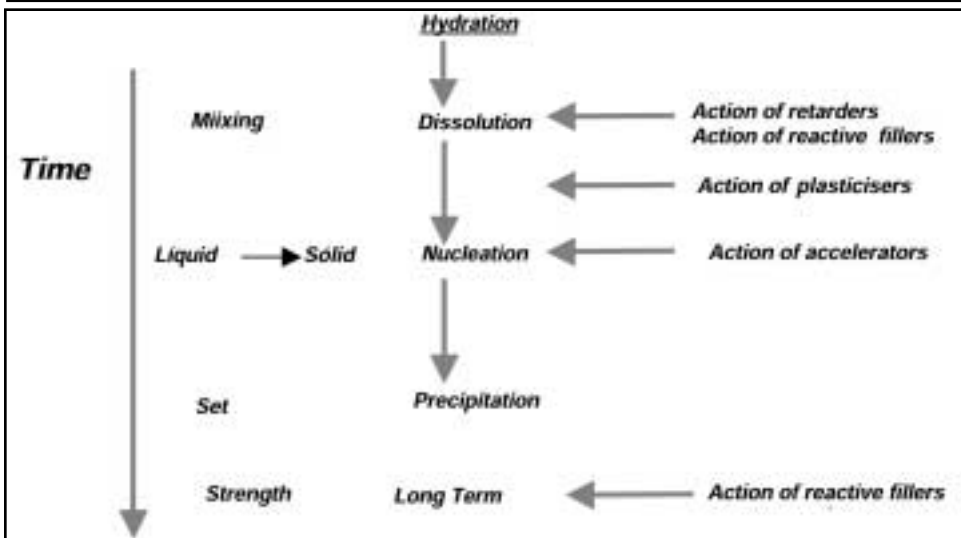 Hydration
Miixing Dissolution Action of retarders
Action of reactive fillers
Time
Action of plasticisers
Liquid Solid Nucleation Action of accelerators
Set Precipitation
Strength Long Term Action of reactive fillers